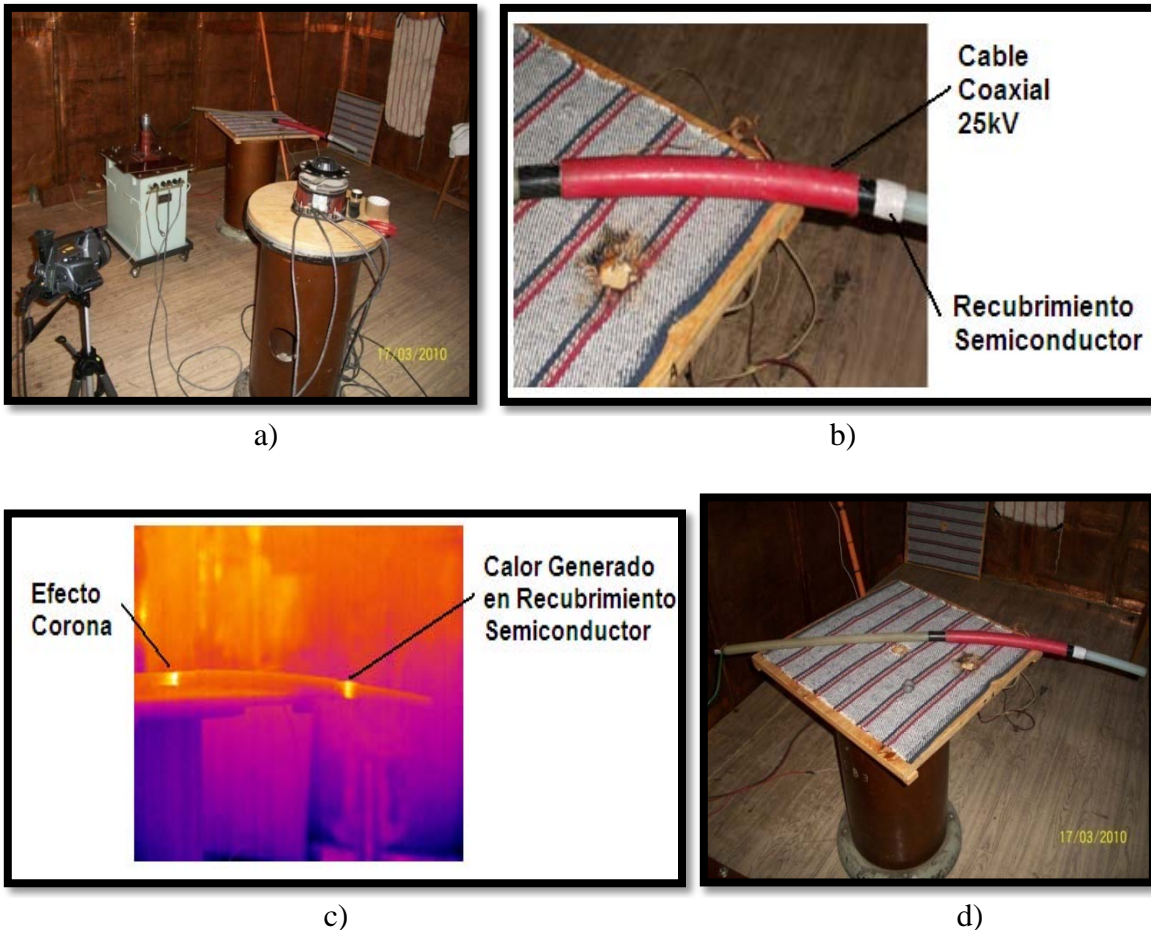 17/03/2010
Cable
Coaxial
25kV
Recubrimiento
Semiconductor
a)
b)
Efecto
Corona
Calor Generado
en Recubrimiento
Semiconductor
17/03/2010
c)
d)